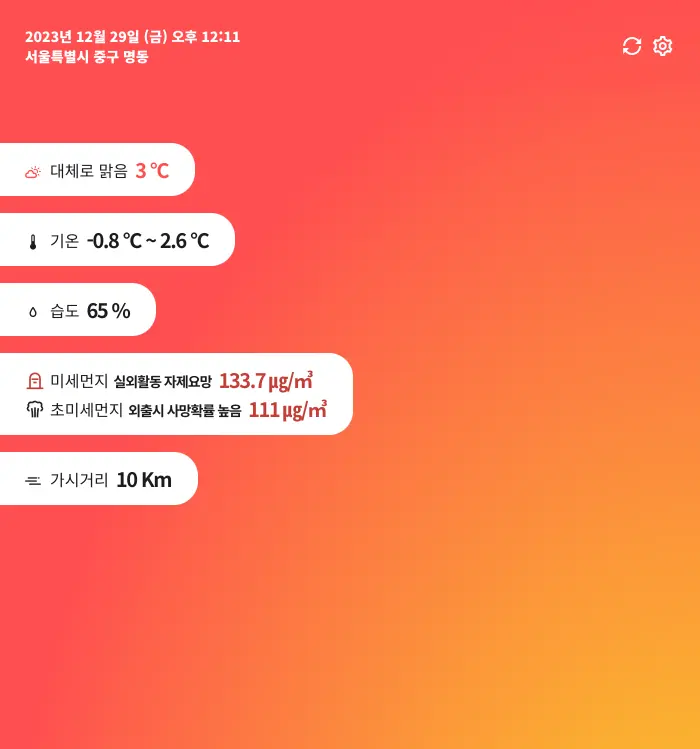 2023년 12월 29일 (금) 오후 12:11
서울특별시 중구 명동
대체로 맑음 3 ℃
기온 -0.8 ℃ ~ 2.6 ℃
습도 65 %
미세먼지 실외활동 자제요망 133.7 µg/㎥
초미세먼지 외출시 사망확률 높음 111 µg/㎥
가시거리 10 Km